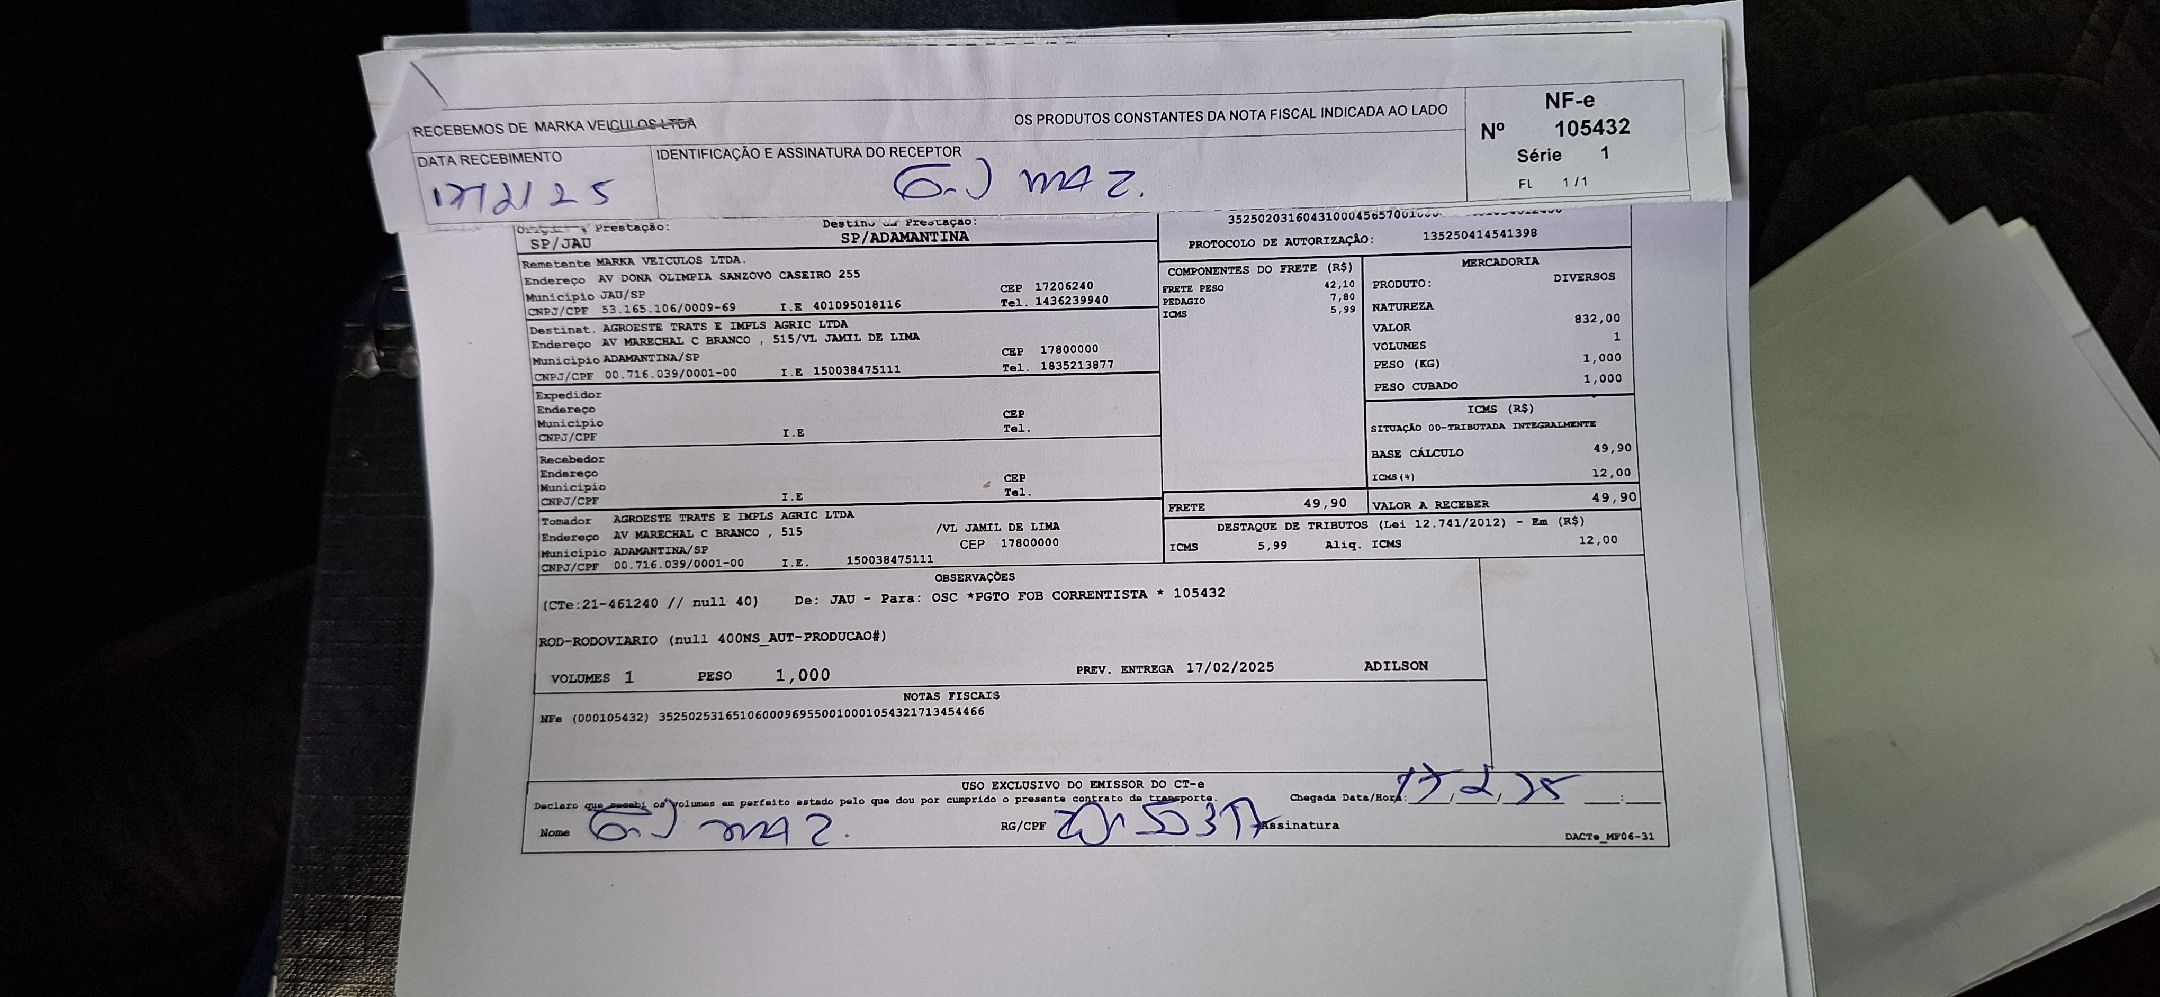 RECEBEMOS DE MARKA VEICULOS LTDA OS PRODUTOS CONSTANTES DA NOTA FISCAL INDICADA AO LADO
NF-e
Nº 105432
Série 1
FL 1/1
DATA RECEBIMENTO
17/2/25
IDENTIFICAÇÃO E ASSINATURA DO RECEPTOR
Prestação:
SP/JAU
Destino da Prestação:
SP/ADAMANTINA
PROTOCOLO DE AUTORIZAÇÃO: 135250414541398
Remetente MARKA VEICULOS LTDA.
Endereço AV DONA OLIMPIA SANZOVO CASEIRO 255
Municipio JAU/SP CEP 17206240
CNPJ/CPF 53.165.106/0009-69 I.E 401095018116 Tel. 1436239940
Destinat. AGROESTE TRATS E IMPLS AGRIC LTDA
Endereço AV MARECHAL C BRANCO , 515/VL JAMIL DE LIMA
Municipio ADAMANTINA/SP CEP 17800000
CNPJ/CPF 00.716.039/0001-00 I.E 150038475111 Tel. 1835213877
Expedidor
Endereço CEP
Municipio Tel.
CNPJ/CPF I.E
Recebedor
Endereço CEP
Municipio Tel.
CNPJ/CPF I.E
Tomador AGROESTE TRATS E IMPLS AGRIC LTDA
Endereço AV MARECHAL C BRANCO , 515 /VL JAMIL DE LIMA
Municipio ADAMANTINA/SP CEP 17800000
CNPJ/CPF 00.716.039/0001-00 I.E. 150038475111
COMPONENTES DO FRETE (R$)
FRETE PESO 42,10
PEDAGIO 7,80
ICMS 5,99
FRETE 49,90
MERCADORIA
PRODUTO: DIVERSOS
NATUREZA
VALOR 832,00
VOLUMES 1
PESO (KG) 1,000
PESO CUBADO 1,000
ICMS (R$)
SITUAÇÃO 00-TRIBUTADA INTEGRALMENTE
BASE CÁLCULO 49,90
ICMS(%) 12,00
VALOR A RECEBER 49,90
DESTAQUE DE TRIBUTOS (Lei 12.741/2012) - Em (R$)
ICMS 5,99 Aliq. ICMS 12,00
OBSERVAÇÕES
(CTe:21-461240 // null 40) De: JAU - Para: OSC *PGTO FOB CORRENTISTA * 105432
ROD-RODOVIARIO (null 400NS_AUT-PRODUCAO#)
VOLUMES 1 PESO 1,000 PREV. ENTREGA 17/02/2025 ADILSON
NOTAS FISCAIS
NFe (000105432) 35250253165106000969550010001054321713454466
USO EXCLUSIVO DO EMISSOR DO CT-e
Declaro que recebi os volumes em perfeito estado pelo que dou por cumprido o presente contrato de transporte. Chegada Data/Hora: 17/2/25 :
Nome RG/CPF Assinatura
DACTe_MF06-31